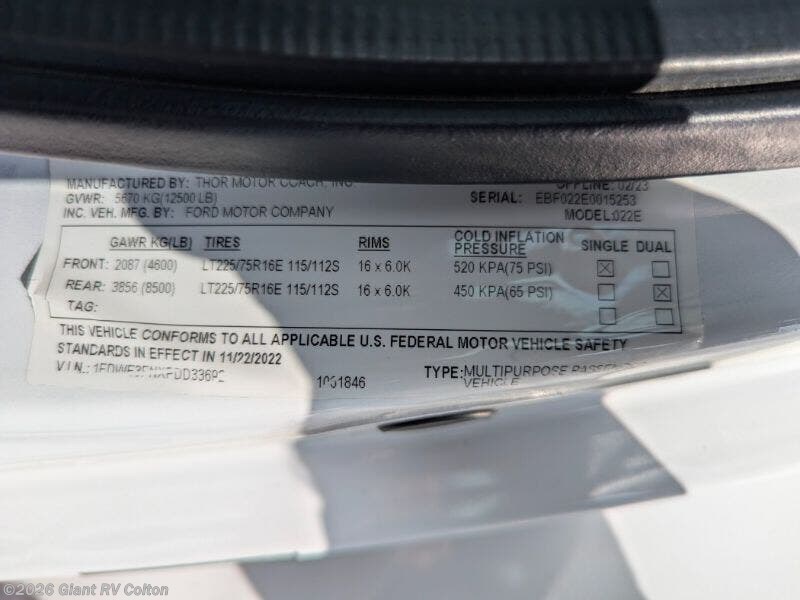 MANUFACTURED BY: THOR MOTOR COACH, INC. OFFLINE: 02/23
GVWR: 5670 KG(12500 LB) SERIAL: EBF022E0015253
INC. VEH. MFG. BY: FORD MOTOR COMPANY MODEL:022E
GAWR KG(LB) TIRES RIMS COLD INFLATION PRESSURE SINGLE DUAL
FRONT: 2087 (4600) LT225/75R16E 115/112S 16 x 6.0K 520 KPA(75 PSI)
REAR: 3856 (8500) LT225/75R16E 115/112S 16 x 6.0K 450 KPA(65 PSI)
TAG:
THIS VEHICLE CONFORMS TO ALL APPLICABLE U.S. FEDERAL MOTOR VEHICLE SAFETY
STANDARDS IN EFFECT IN 11/22/2022
V.I.N.: TYPE:MULTIPURPOSE
VEHICLE
©2026 Giant RV Colton